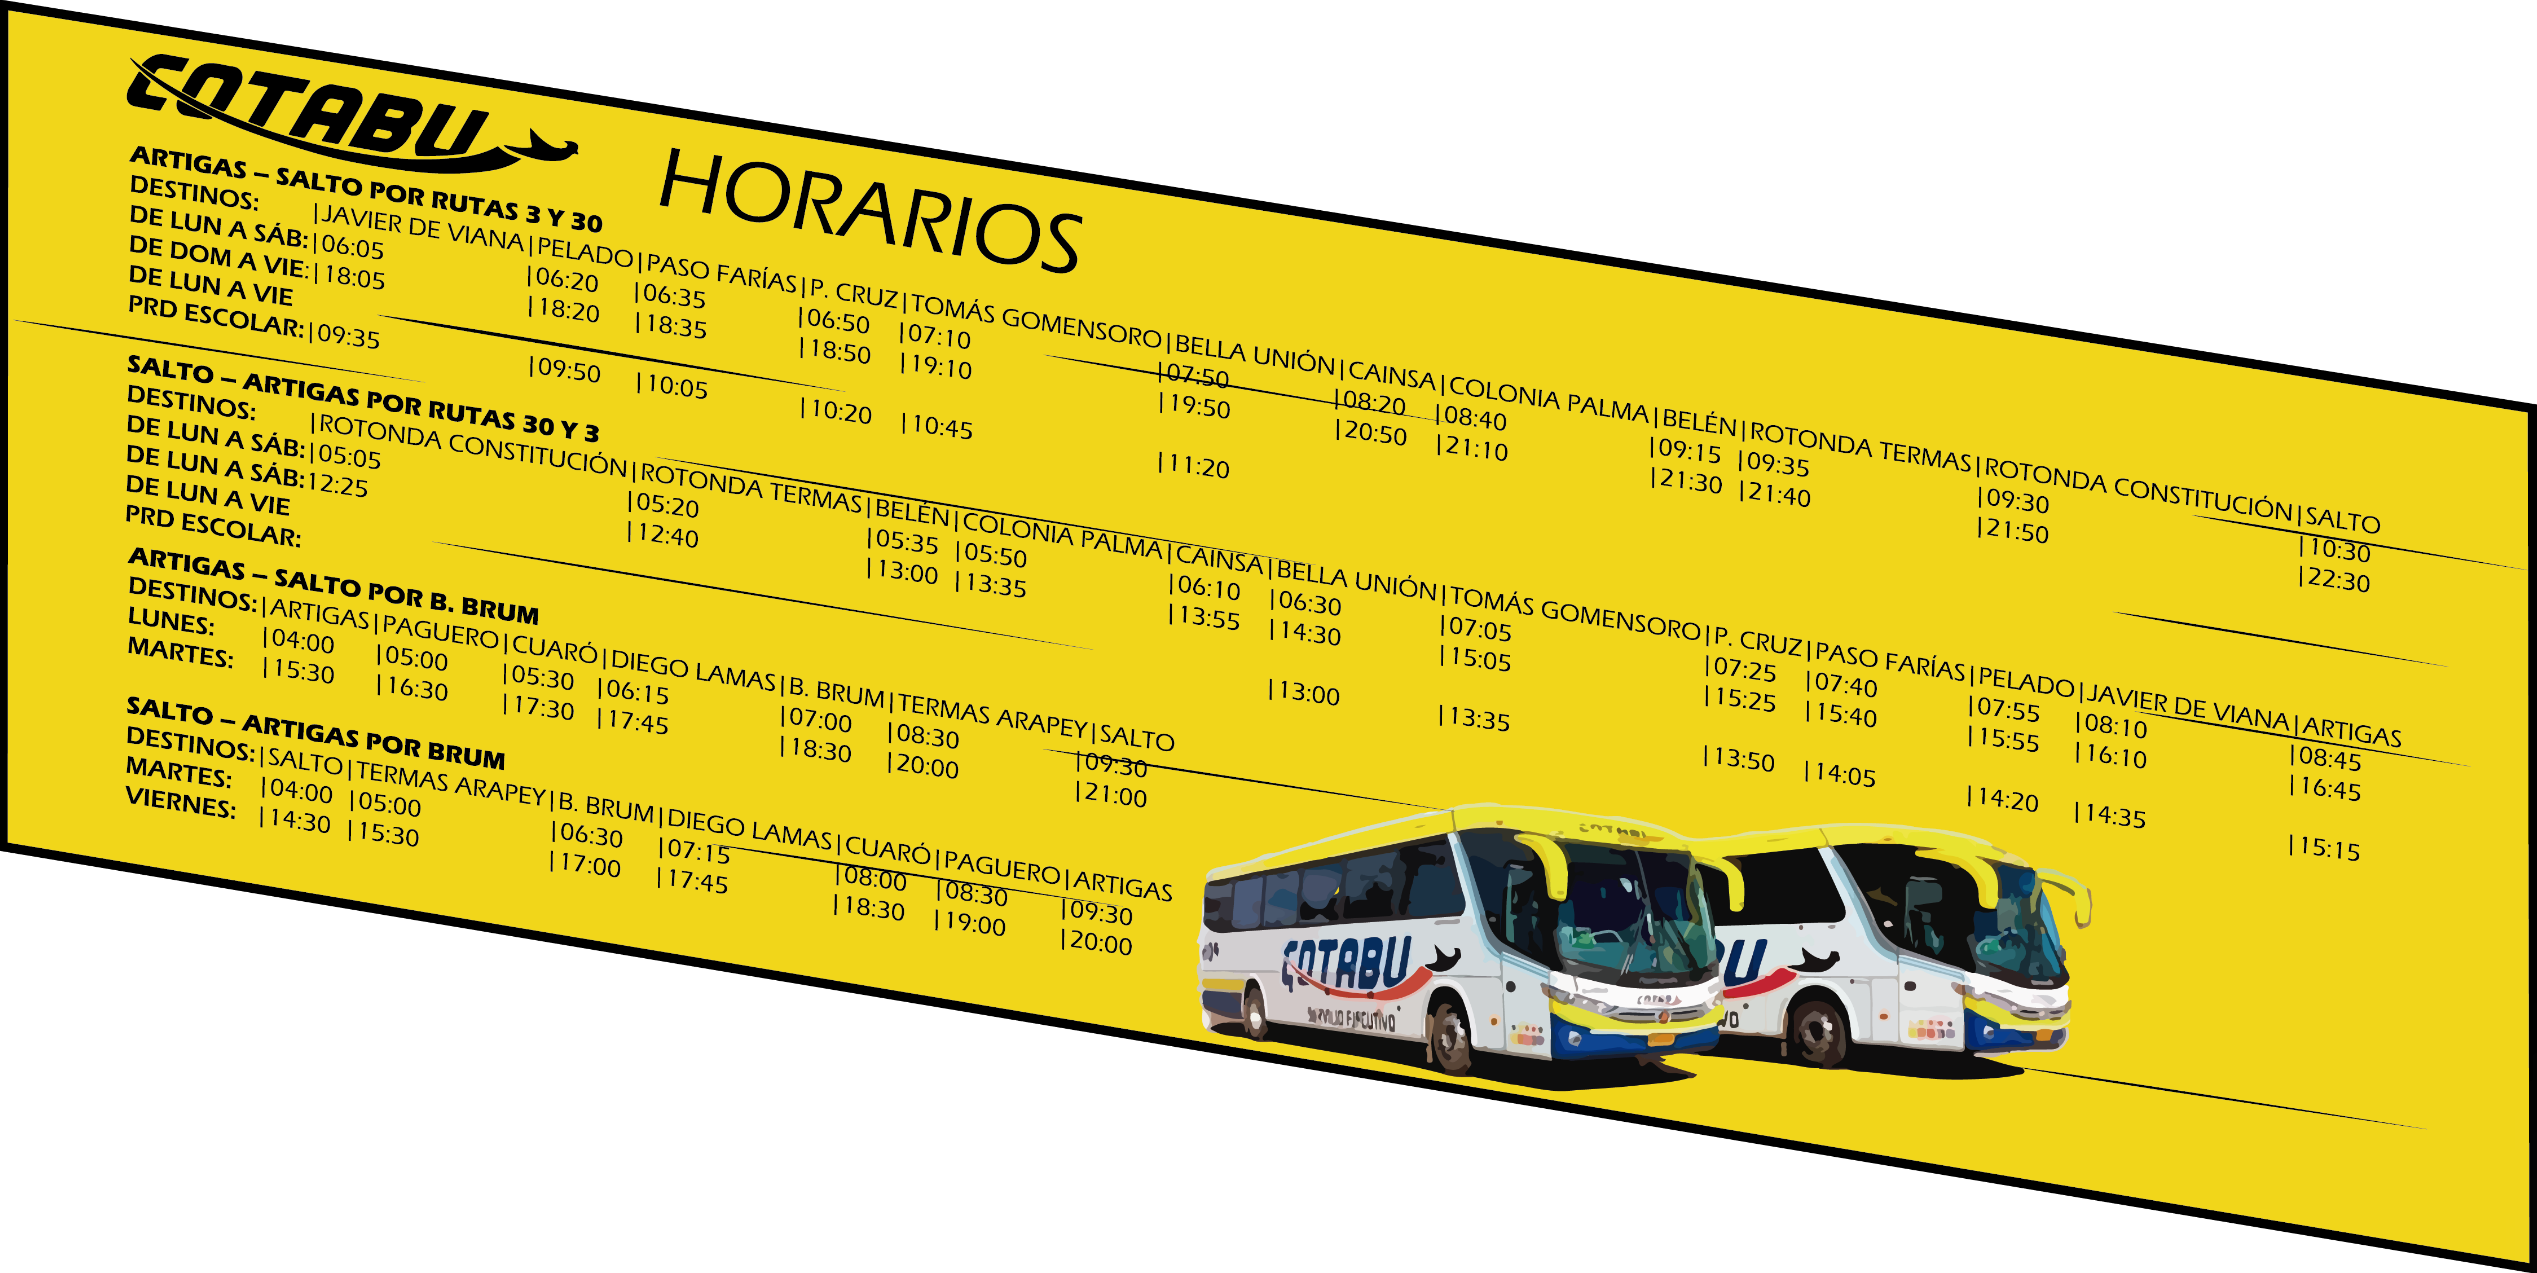 COTABU
HORARIOS
ARTIGAS – SALTO POR RUTAS 3 Y 30
DESTINOS: |JAVIER DE VIANA|PELADO|PASO FARÍAS|P. CRUZ|TOMÁS GOMENSORO|BELLA UNIÓN|CAINSA|COLONIA PALMA|BELÉN|ROTONDA TERMAS|ROTONDA CONSTITUCIÓN|SALTO
DE LUN A SÁB:|06:05 |06:20 |06:35 |06:50 |07:10 |07:50 |08:20 |08:40 |09:15 |09:35 |09:30 |10:30
DE DOM A VIE:|18:05 |18:20 |18:35 |18:50 |19:10 |19:50 |20:50 |21:10 |21:30 |21:40 |21:50 |22:30
DE LUN A VIE
PRD ESCOLAR:|09:35 |09:50 |10:05 |10:20 |10:45 |11:20
SALTO – ARTIGAS POR RUTAS 30 Y 3
DESTINOS: |ROTONDA CONSTITUCIÓN|ROTONDA TERMAS|BELÉN|COLONIA PALMA|CAINSA|BELLA UNIÓN|TOMÁS GOMENSORO|P. CRUZ|PASO FARÍAS|PELADO|JAVIER DE VIANA|ARTIGAS
DE LUN A SÁB:|05:05 |05:20 |05:35 |05:50 |06:10 |06:30 |07:05 |07:25 |07:40 |07:55 |08:10 |08:45
DE LUN A SÁB:12:25 |12:40 |13:00 |13:35 |13:55 |14:30 |15:05 |15:25 |15:40 |15:55 |16:10 |16:45
DE LUN A VIE
PRD ESCOLAR: |13:00 |13:35 |13:50 |14:05 |14:20 |14:35 |15:15
ARTIGAS – SALTO POR B. BRUM
DESTINOS:|ARTIGAS|PAGUERO|CUARÓ|DIEGO LAMAS|B. BRUM|TERMAS ARAPEY|SALTO
LUNES: |04:00 |05:00 |05:30 |06:15 |07:00 |08:30 |09:30
MARTES: |15:30 |16:30 |17:30 |17:45 |18:30 |20:00 |21:00
SALTO – ARTIGAS POR BRUM
DESTINOS:|SALTO|TERMAS ARAPEY|B. BRUM|DIEGO LAMAS|CUARÓ|PAGUERO|ARTIGAS
MARTES: |04:00 |05:00 |06:30 |07:15 |08:00 |08:30 |09:30
VIERNES: |14:30 |15:30 |17:00 |17:45 |18:30 |19:00 |20:00
COTABU
EJECUTIVO
BU
VO